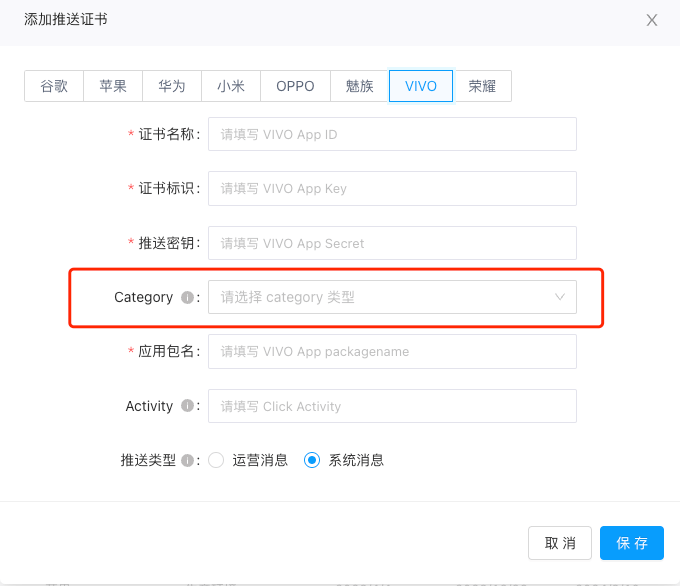 添加推送证书
谷歌 苹果 华为 小米 OPPO 魅族 VIVO 荣耀
* 证书名称: 请填写 VIVO App ID
* 证书标识: 请填写 VIVO App Key
* 推送密钥: 请填写 VIVO App Secret
Category : 请选择 category 类型
* 应用包名: 请填写 VIVO App packagename
Activity : 请填写 Click Activity
推送类型 : 运营消息 系统消息
取 消 保 存